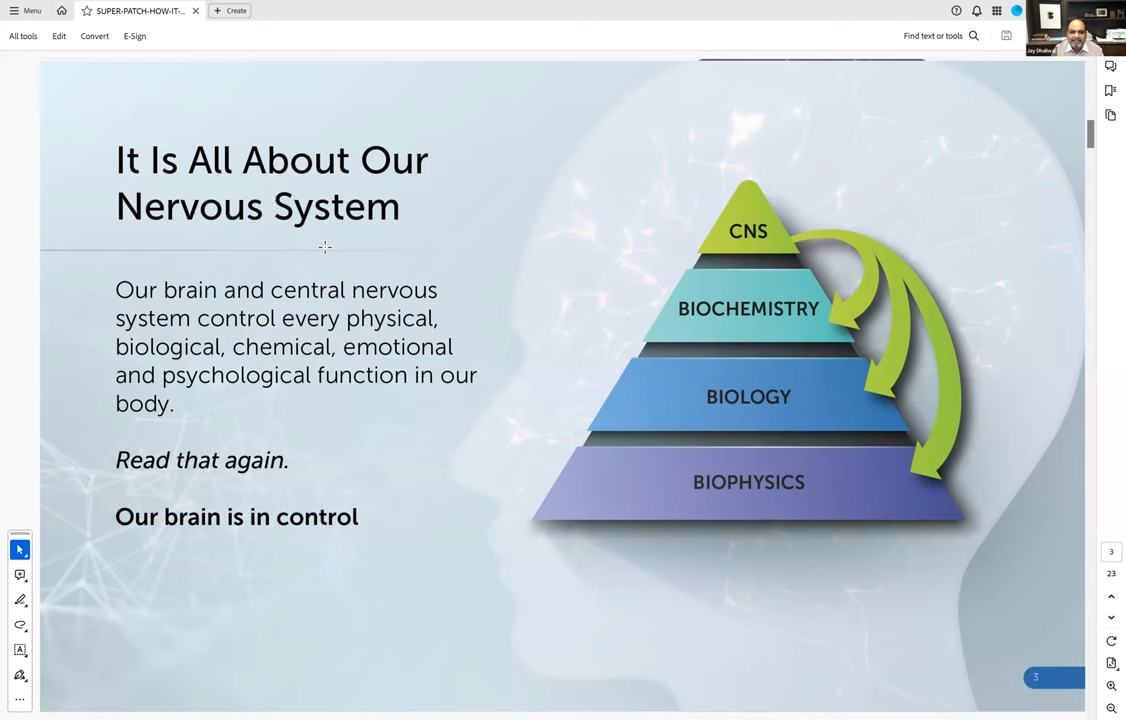 Menu
SUPER-PATCH-HOW-IT-...
Create
All tools
Edit
Convert
E-Sign
Find text or tools
Jay Dhaliwal
It Is All About Our
Nervous System
Our brain and central nervous
system control every physical,
biological, chemical, emotional
and psychological function in our
body.
Read that again.
Our brain is in control
CNS
BIOCHEMISTRY
BIOLOGY
BIOPHYSICS
3
3
23